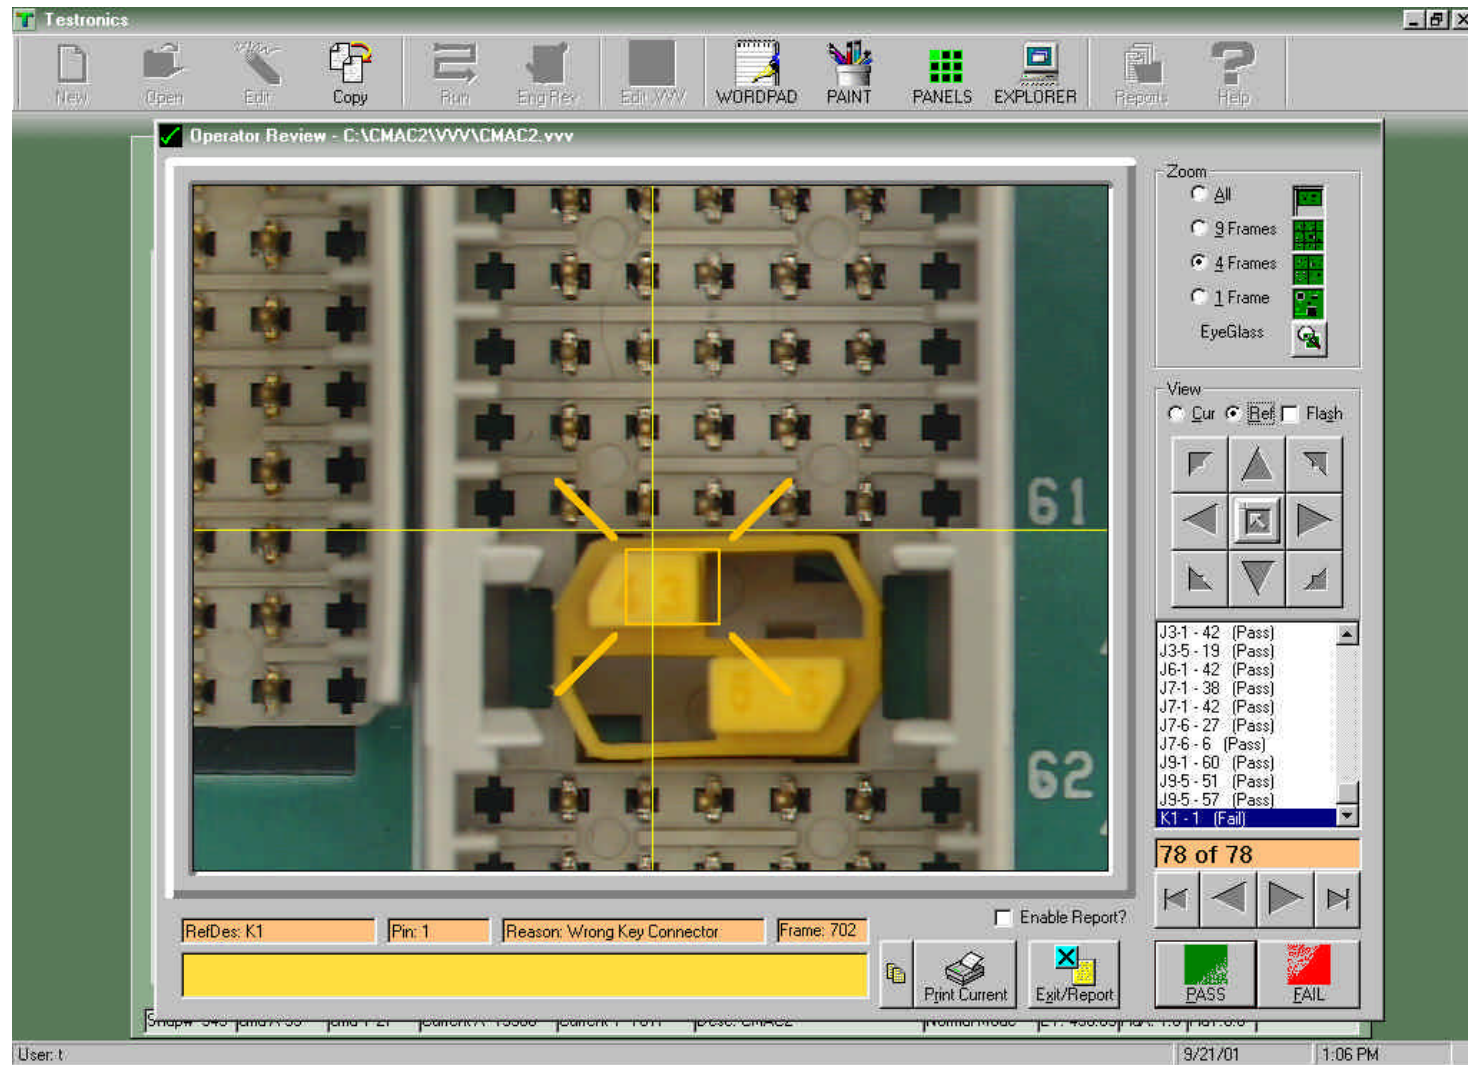 Testronics
New Open Edit Copy Run Eng Rev Edit .VVV WORDPAD PAINT PANELS EXPLORER Reports Help
Operator Review - C:\CMAC2\VVV\CMAC2.vvv
Zoom
All
9 Frames
4 Frames
1 Frame
EyeGlass
View
Cur Ref Flash
61
4 3
6 5
62
J3-1 - 42 (Pass)
J3-5 - 19 (Pass)
J6-1 - 42 (Pass)
J7-1 - 38 (Pass)
J7-1 - 42 (Pass)
J7-6 - 27 (Pass)
J7-6 - 6 (Pass)
J9-1 - 60 (Pass)
J9-5 - 51 (Pass)
J9-5 - 57 (Pass)
K1 - 1 (Fail)
78 of 78
Enable Report?
RefDes: K1 Pin: 1 Reason: Wrong Key Connector Frame: 702
Print Current Exit/Report PASS FAIL
User: t 9/21/01 1:06 PM